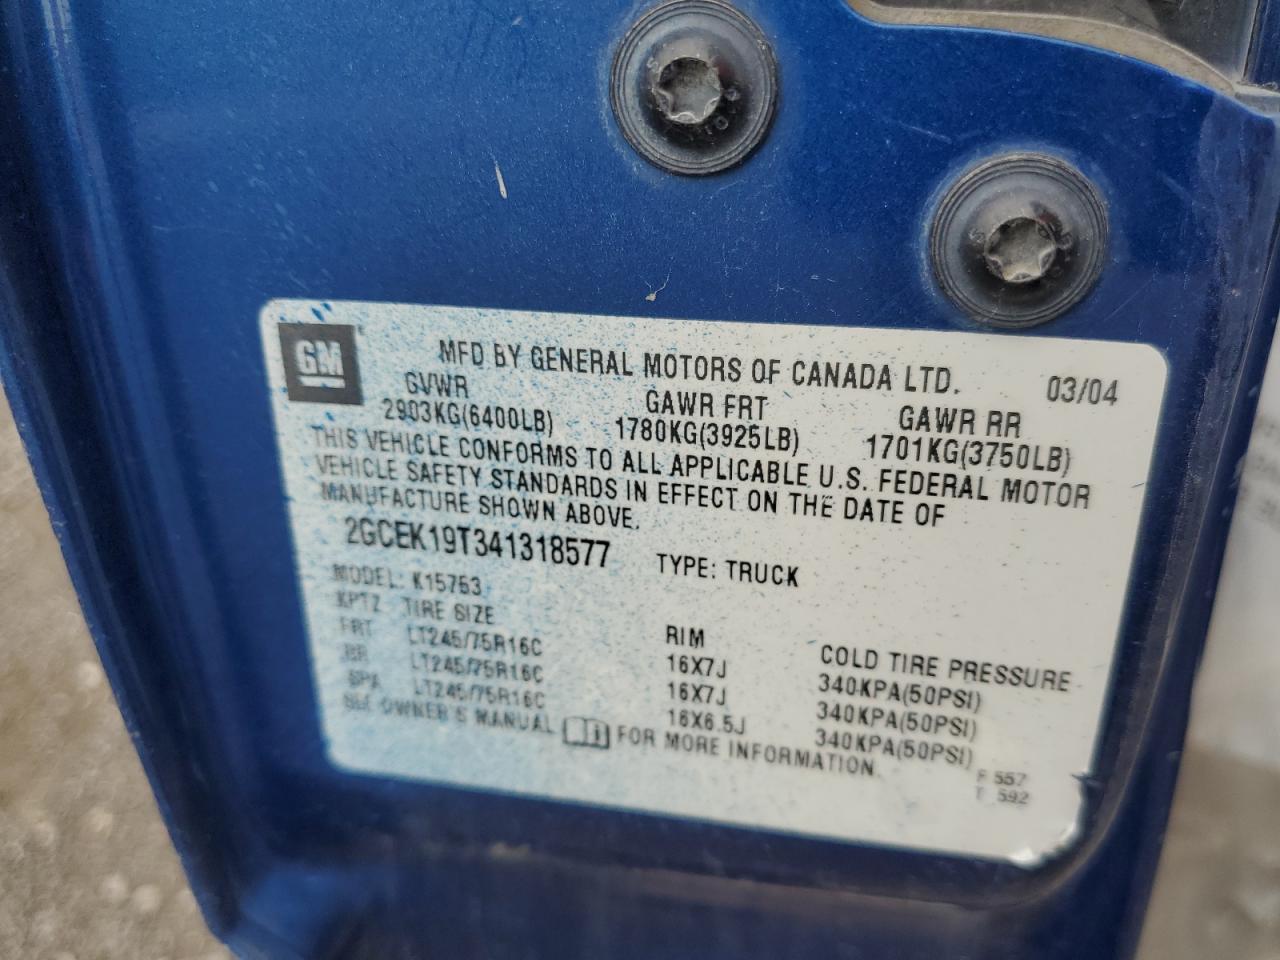 GM
MFD BY GENERAL MOTORS OF CANADA LTD. 03/04
GVWR GAWR FRT GAWR RR
2903KG(6400LB) 1780KG(3925LB) 1701KG(3750LB)
THIS VEHICLE CONFORMS TO ALL APPLICABLE U.S. FEDERAL MOTOR
VEHICLE SAFETY STANDARDS IN EFFECT ON THE DATE OF
MANUFACTURE SHOWN ABOVE.
2GCEK19T341318577 TYPE: TRUCK
MODEL: K15753
KPTZ TIRE SIZE RIM COLD TIRE PRESSURE
FRT LT245/75R16C 16X7J 340KPA(50PSI)
RR LT245/75R16C 16X7J 340KPA(50PSI)
SPA LT245/75R16C 16X6.5J 340KPA(50PSI)
SEE OWNER'S MANUAL FOR MORE INFORMATION.
F 557
T 592